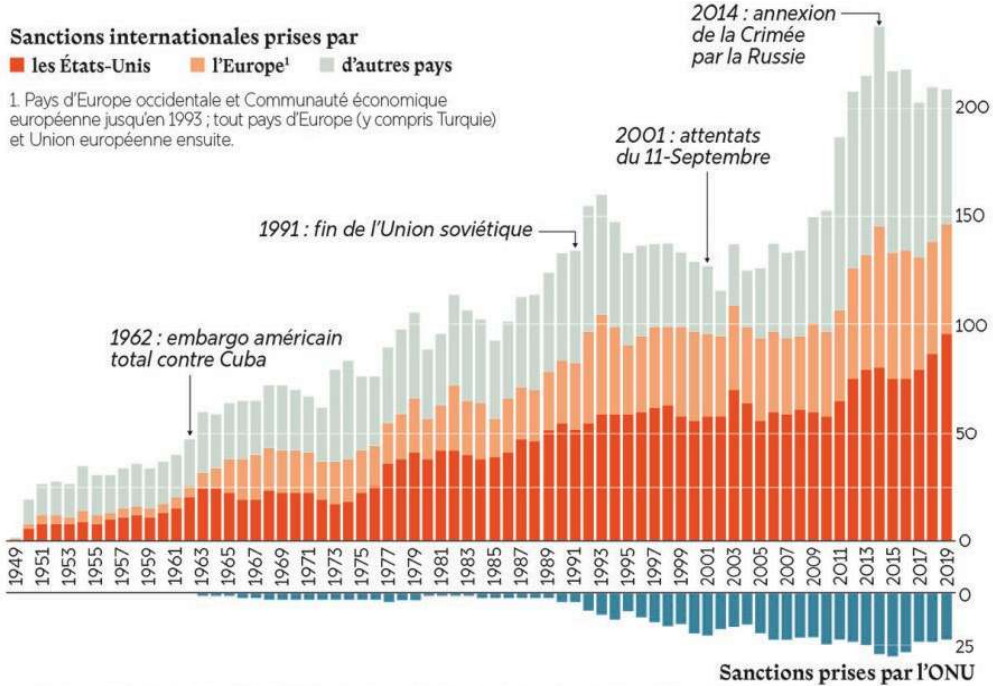 Sanctions internationales prises par
les États-Unis l'Europe¹ d'autres pays
1. Pays d'Europe occidentale et Communauté économique
européenne jusqu'en 1993 ; tout pays d'Europe (y compris Turquie)
et Union européenne ensuite.
2014 : annexion
de la Crimée
par la Russie
2001 : attentats
du 11-Septembre
1991 : fin de l'Union soviétique
1962 : embargo américain
total contre Cuba
200
150
100
50
0
1949 1951 1953 1955 1957 1959 1961 1963 1965 1967 1969 1971 1973 1975 1977 1979 1981 1983 1985 1987 1989 1991 1993 1995 1997 1999 2001 2003 2005 2007 2009 2011 2013 2015 2017 2019
0
25
Sanctions prises par l'ONU